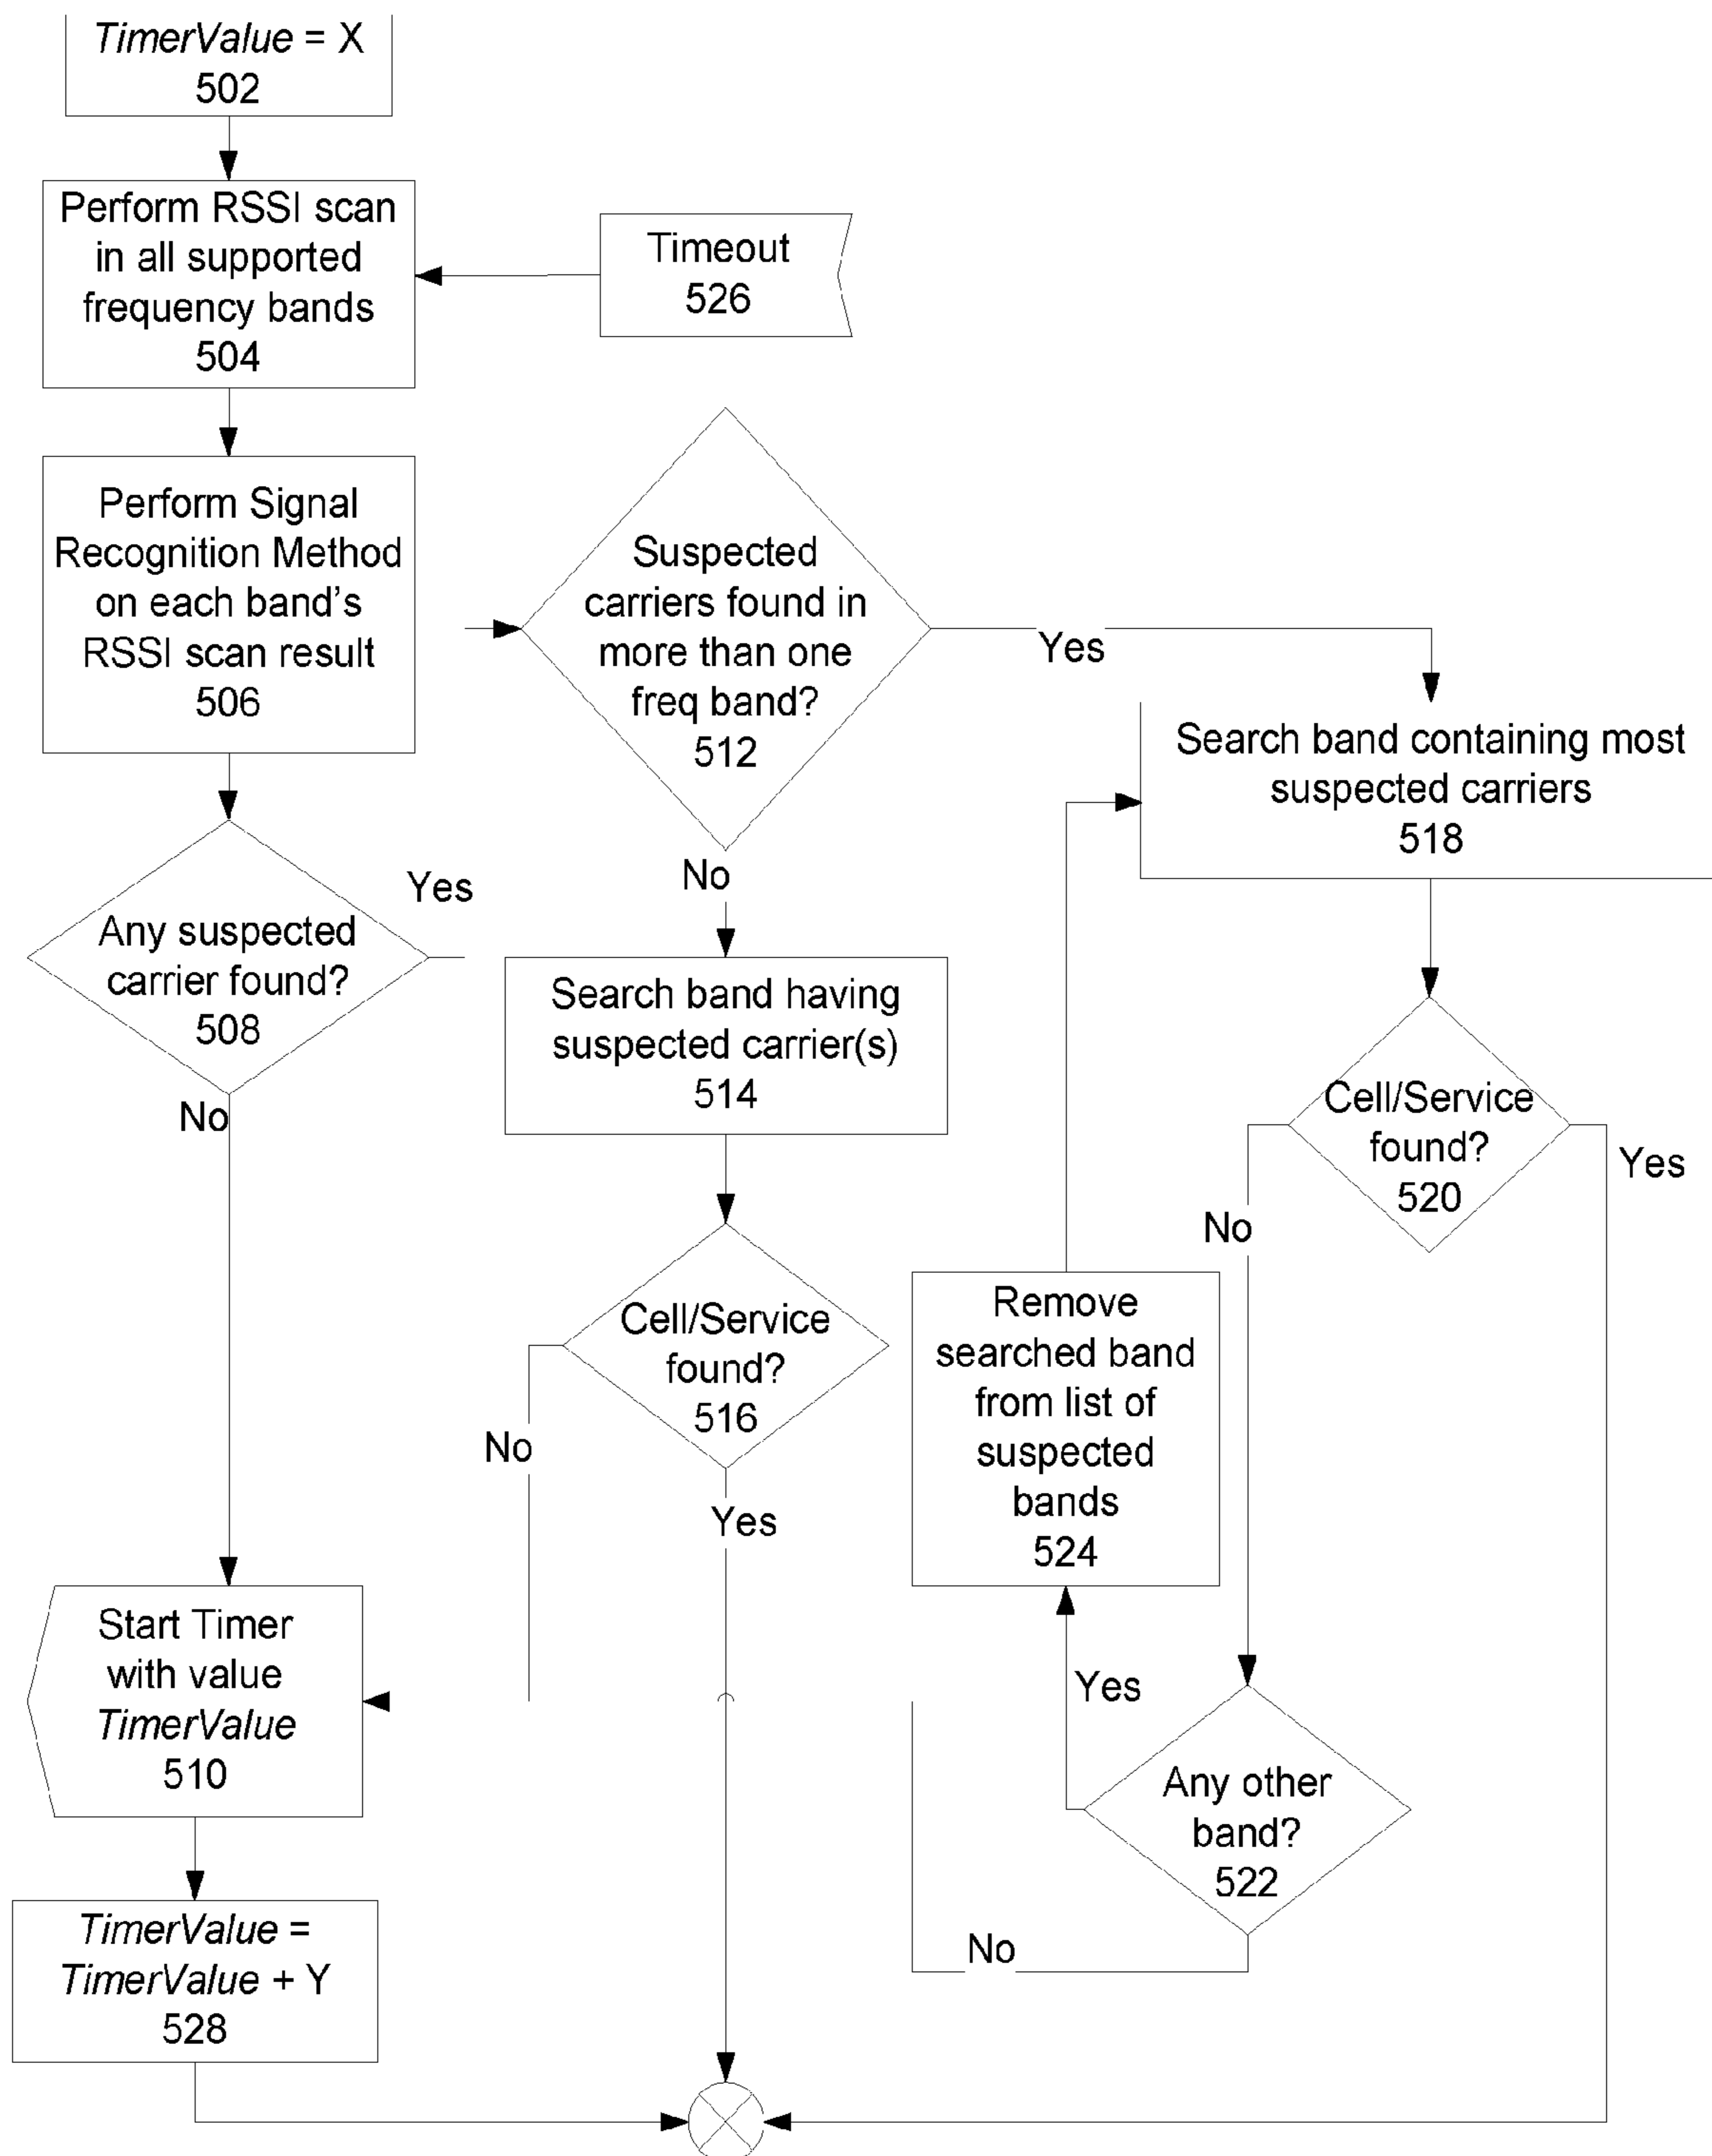 TimerValue = X
502
Perform RSSI scan
in all supported
frequency bands
504
Timeout
526
Perform Signal
Recognition Method
on each band's
RSSI scan result
506
Suspected
carriers found in
more than one
freq band?
512
Yes
Search band containing most
suspected carriers
518
No
Yes
Any suspected
carrier found?
508
No
Search band having
suspected carrier(s)
514
Cell/Service
found?
520
Yes
No
Cell/Service
found?
516
No
Yes
Remove
searched band
from list of
suspected
bands
524
Start Timer
with value
TimerValue
510
Yes
Any other
band?
522
No
TimerValue =
TimerValue + Y
528